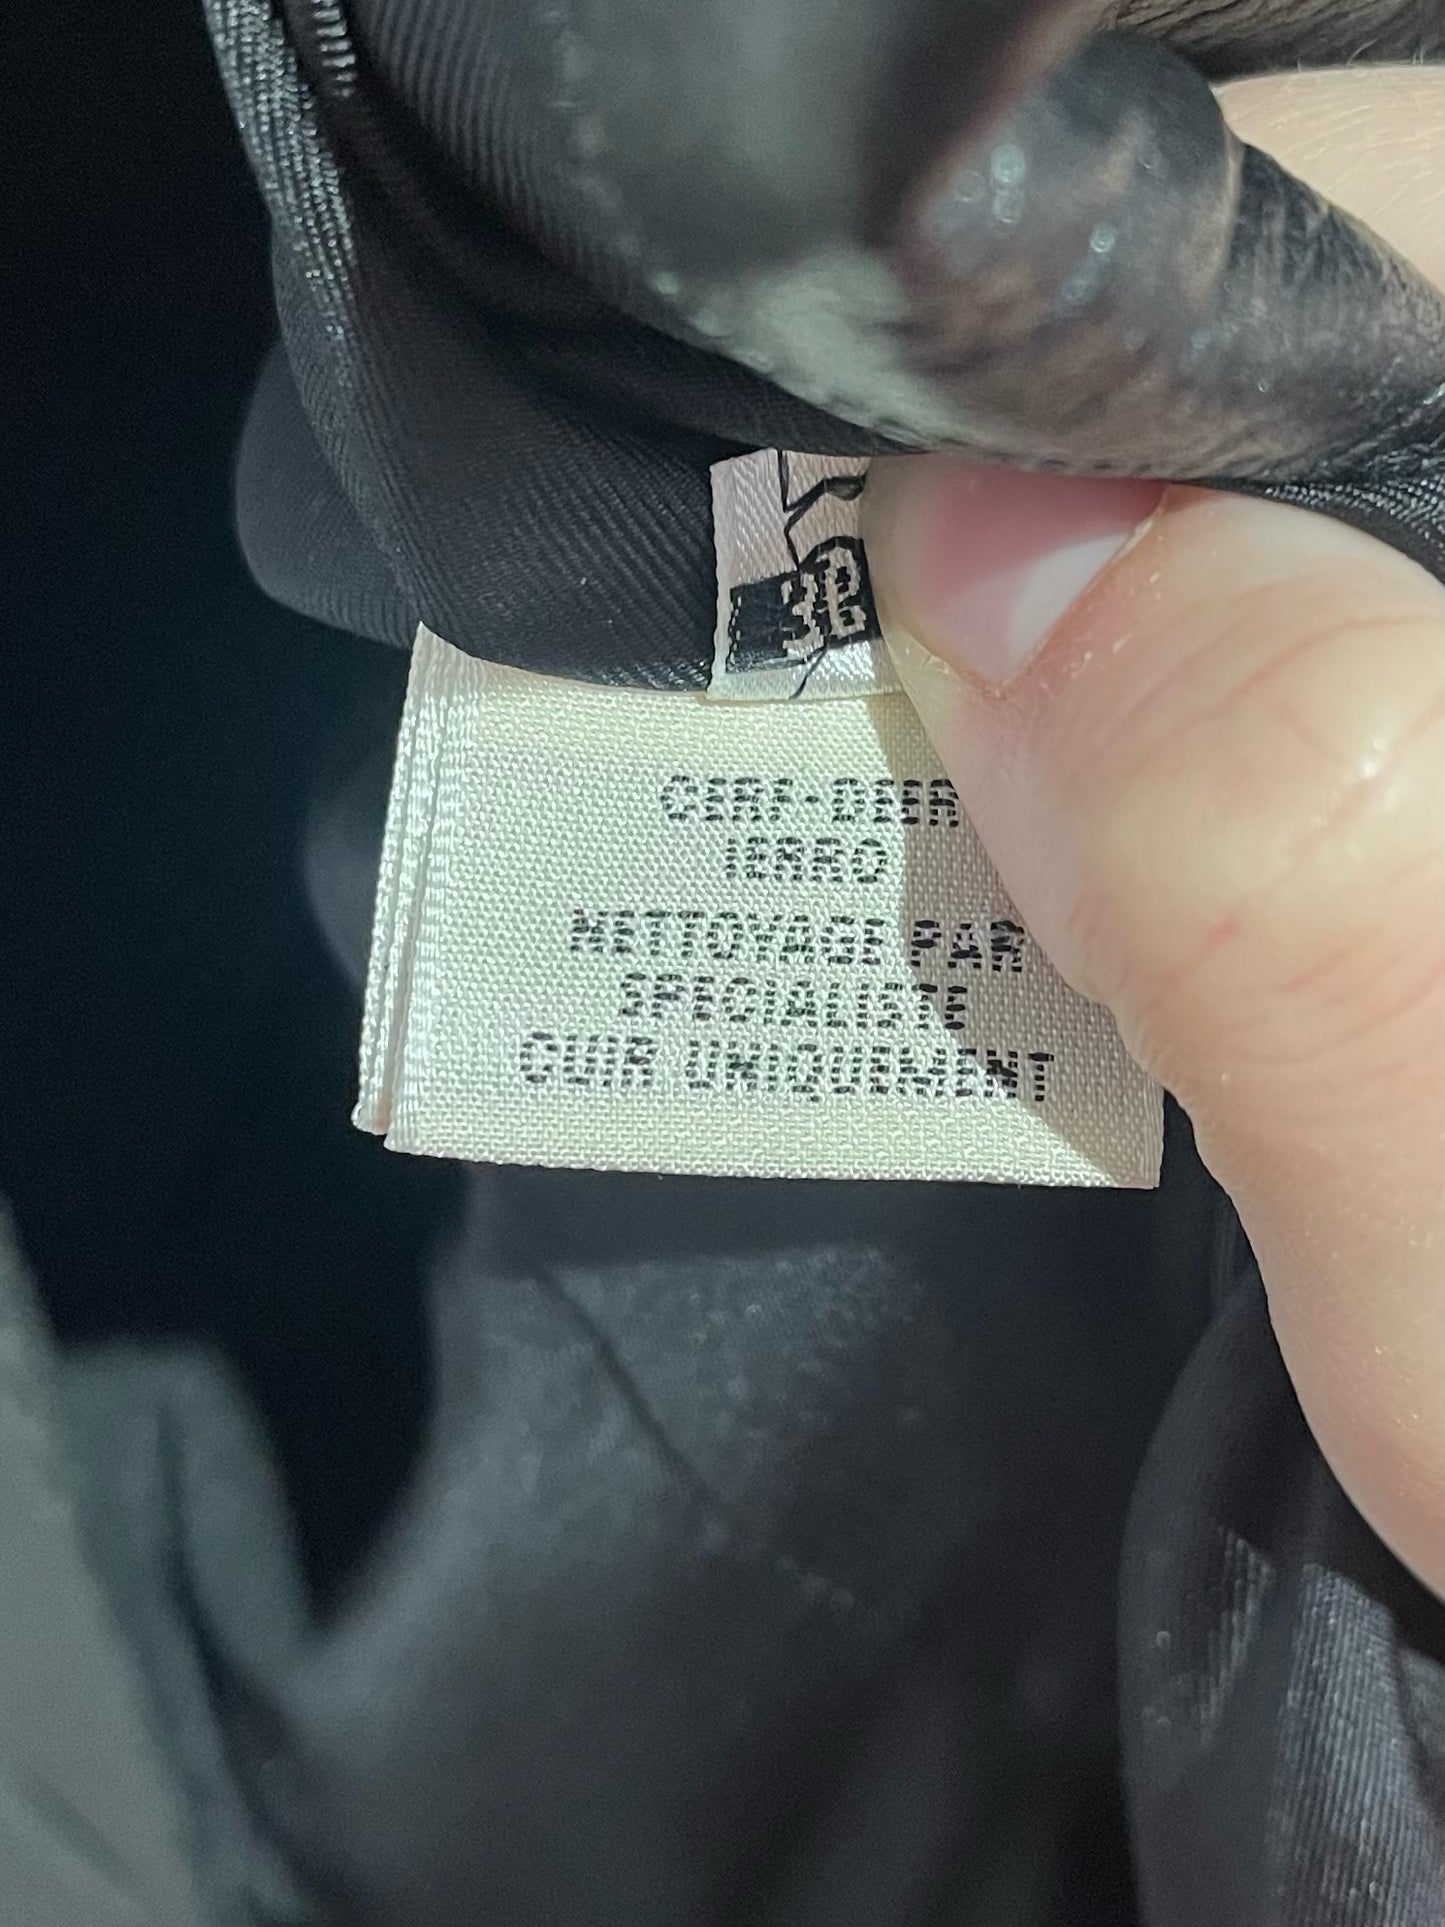 CERF-DEER
IERRO
NETTOYAGE PAR
SPECIALISTE
CUIR UNIQUEMENT